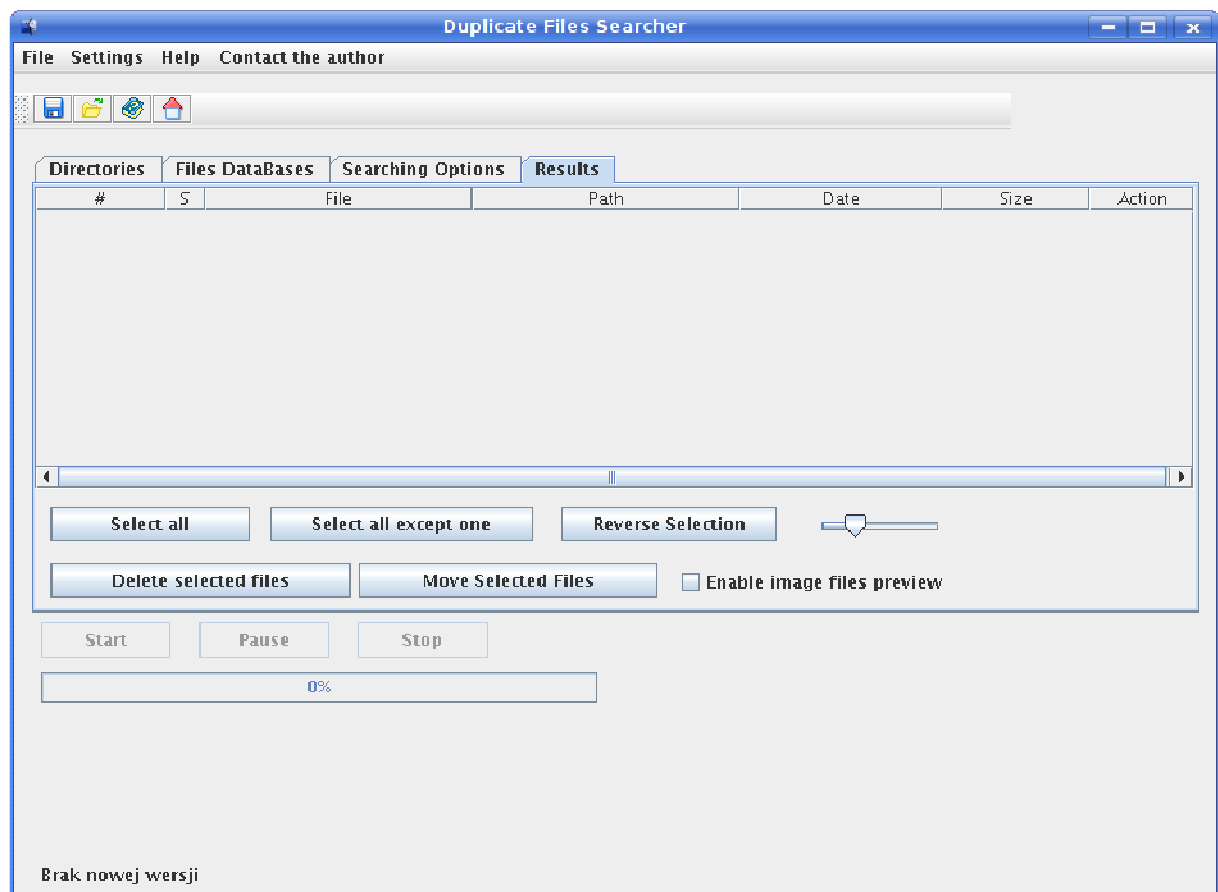 Duplicate Files Searcher
File Settings Help Contact the author
Directories Files DataBases Searching Options Results
# S File Path Date Size Action
Select all Select all except one Reverse Selection
Delete selected files Move Selected Files Enable image files preview
Start Pause Stop
0%
Brak nowej wersji